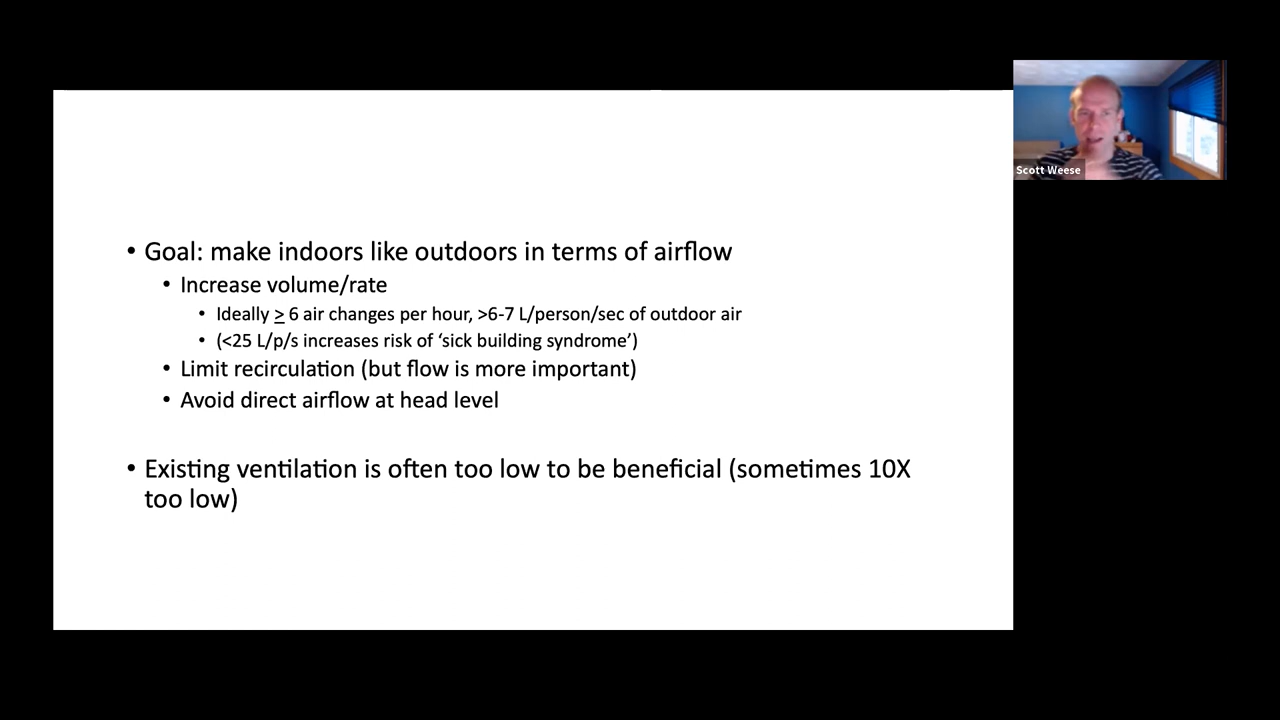 • Goal: make indoors like outdoors in terms of airflow
• Increase volume/rate
• Ideally ≥ 6 air changes per hour, >6-7 L/person/sec of outdoor air
• (<25 L/p/s increases risk of ‘sick building syndrome’)
• Limit recirculation (but flow is more important)
• Avoid direct airflow at head level
• Existing ventilation is often too low to be beneficial (sometimes 10X
too low)
Scott Weese